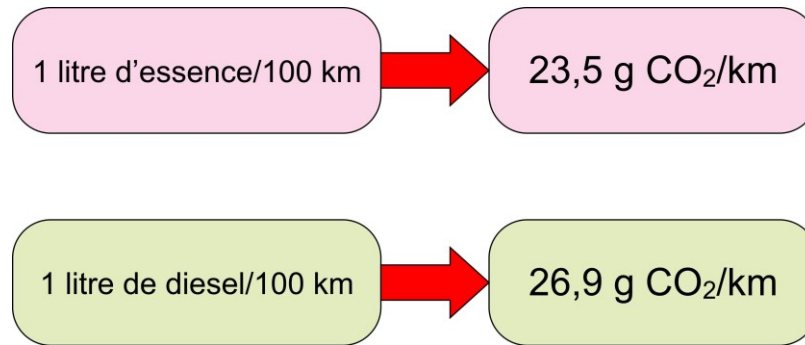 1 litre d’essence/100 km
23,5 g CO₂/km
1 litre de diesel/100 km
26,9 g CO₂/km